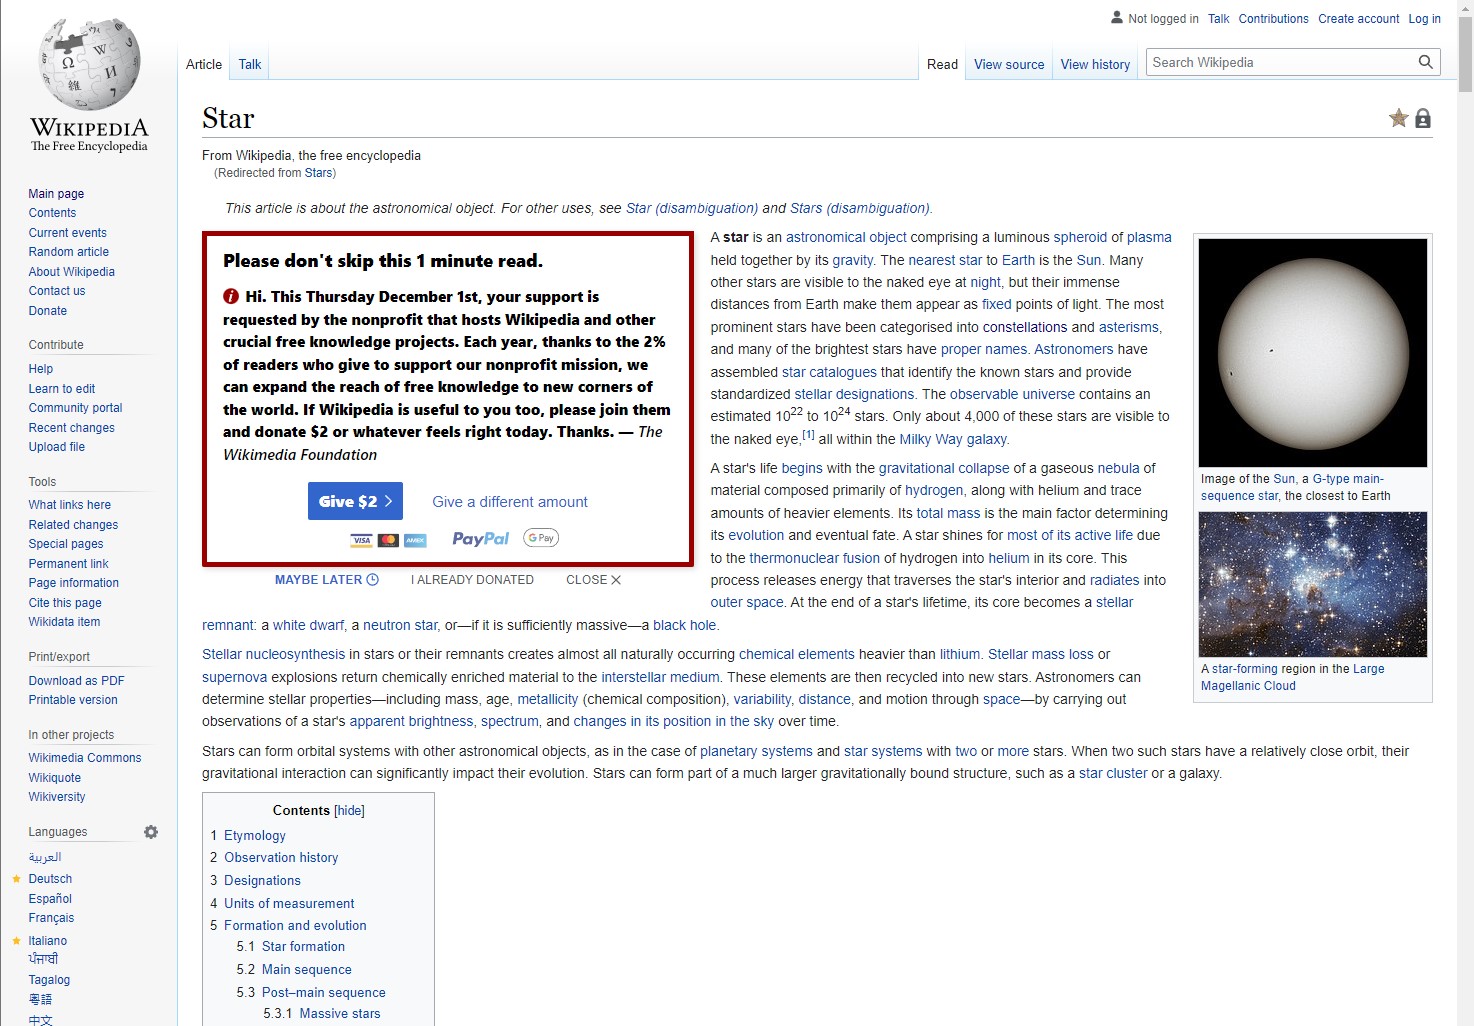 Not logged in Talk Contributions Create account Log in
Article Talk Read View source View history Search Wikipedia
WIKIPEDIA
The Free Encyclopedia
Main page
Contents
Current events
Random article
About Wikipedia
Contact us
Donate
Contribute
Help
Learn to edit
Community portal
Recent changes
Upload file
Tools
What links here
Related changes
Special pages
Permanent link
Page information
Cite this page
Wikidata item
Print/export
Download as PDF
Printable version
In other projects
Wikimedia Commons
Wikiquote
Wikiversity
Languages
العربية
Deutsch
Español
Français
Italiano
ਪੰਜਾਬੀ
Tagalog
粵語
中文
Star
From Wikipedia, the free encyclopedia
(Redirected from Stars)
This article is about the astronomical object. For other uses, see Star (disambiguation) and Stars (disambiguation).
Please don't skip this 1 minute read.
Hi. This Thursday December 1st, your support is
requested by the nonprofit that hosts Wikipedia and other
crucial free knowledge projects. Each year, thanks to the 2%
of readers who give to support our nonprofit mission, we
can expand the reach of free knowledge to new corners of
the world. If Wikipedia is useful to you too, please join them
and donate $2 or whatever feels right today. Thanks. — The
Wikimedia Foundation
Give $2 Give a different amount
VISA AMEX PayPal G Pay
MAYBE LATER I ALREADY DONATED CLOSE
A star is an astronomical object comprising a luminous spheroid of plasma
held together by its gravity. The nearest star to Earth is the Sun. Many
other stars are visible to the naked eye at night, but their immense
distances from Earth make them appear as fixed points of light. The most
prominent stars have been categorised into constellations and asterisms,
and many of the brightest stars have proper names. Astronomers have
assembled star catalogues that identify the known stars and provide
standardized stellar designations. The observable universe contains an
estimated 10²² to 10²⁴ stars. Only about 4,000 of these stars are visible to
the naked eye,[1] all within the Milky Way galaxy.
A star's life begins with the gravitational collapse of a gaseous nebula of
material composed primarily of hydrogen, along with helium and trace
amounts of heavier elements. Its total mass is the main factor determining
its evolution and eventual fate. A star shines for most of its active life due
to the thermonuclear fusion of hydrogen into helium in its core. This
process releases energy that traverses the star's interior and radiates into
outer space. At the end of a star's lifetime, its core becomes a stellar
remnant: a white dwarf, a neutron star, or—if it is sufficiently massive—a black hole.
Stellar nucleosynthesis in stars or their remnants creates almost all naturally occurring chemical elements heavier than lithium. Stellar mass loss or
supernova explosions return chemically enriched material to the interstellar medium. These elements are then recycled into new stars. Astronomers can
determine stellar properties—including mass, age, metallicity (chemical composition), variability, distance, and motion through space—by carrying out
observations of a star's apparent brightness, spectrum, and changes in its position in the sky over time.
Stars can form orbital systems with other astronomical objects, as in the case of planetary systems and star systems with two or more stars. When two such stars have a relatively close orbit, their
gravitational interaction can significantly impact their evolution. Stars can form part of a much larger gravitationally bound structure, such as a star cluster or a galaxy.
Image of the Sun, a G-type main-
sequence star, the closest to Earth
A star-forming region in the Large
Magellanic Cloud
Contents [hide]
1 Etymology
2 Observation history
3 Designations
4 Units of measurement
5 Formation and evolution
5.1 Star formation
5.2 Main sequence
5.3 Post–main sequence
5.3.1 Massive stars